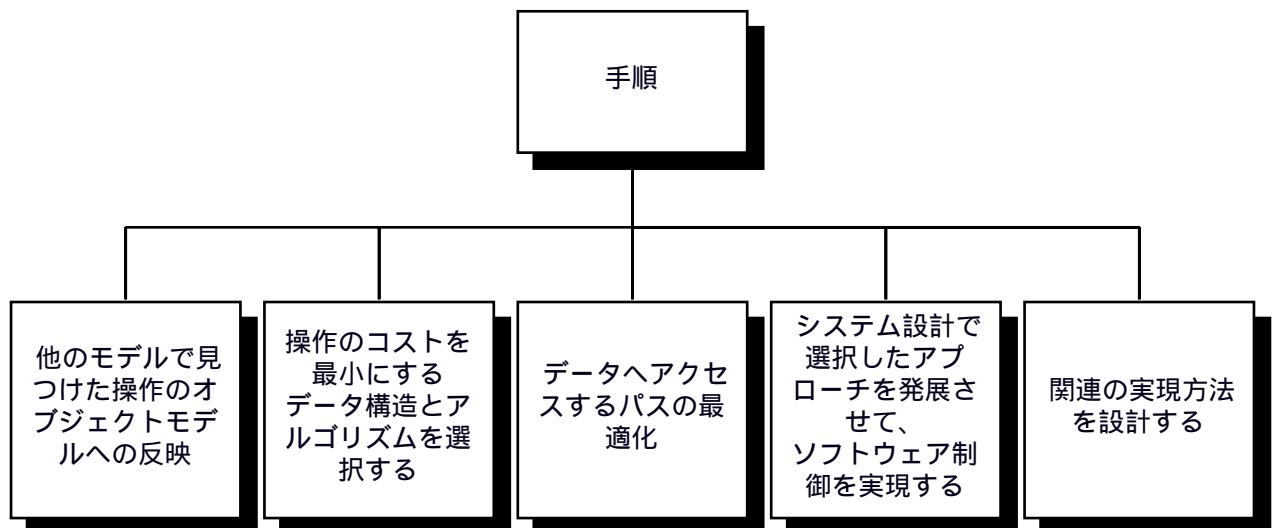 手順
他のモデルで見
つけた操作のオ
ブジェクトモデ
ルへの反映
操作のコストを
最小にする
データ構造とア
ルゴリズムを選
択する
データへアクセ
スするパスの最
適化
システム設計で
選択したアプ
ローチを発展さ
せて、
ソフトウェア制
御を実現する
関連の実現方法
を設計する